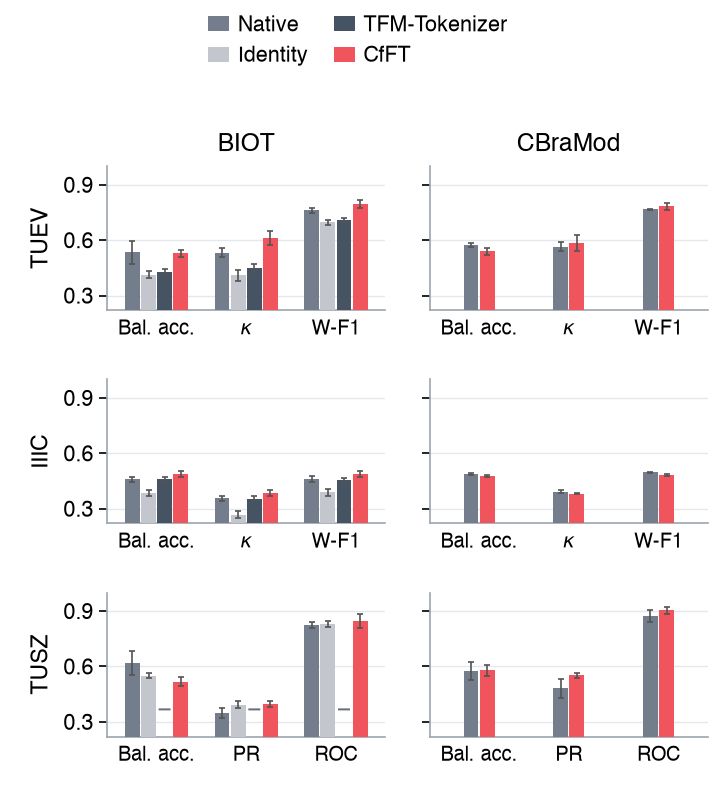 Native TFM-Tokenizer
Identity CfFT
BIOT CBraMod
TUEV
0.9
0.6
0.3
Bal. acc. κ W-F1 Bal. acc. κ W-F1
IIIC
0.9
0.6
0.3
Bal. acc. κ W-F1 Bal. acc. κ W-F1
TUSZ
0.9
0.6
0.3
Bal. acc. PR ROC Bal. acc. PR ROC